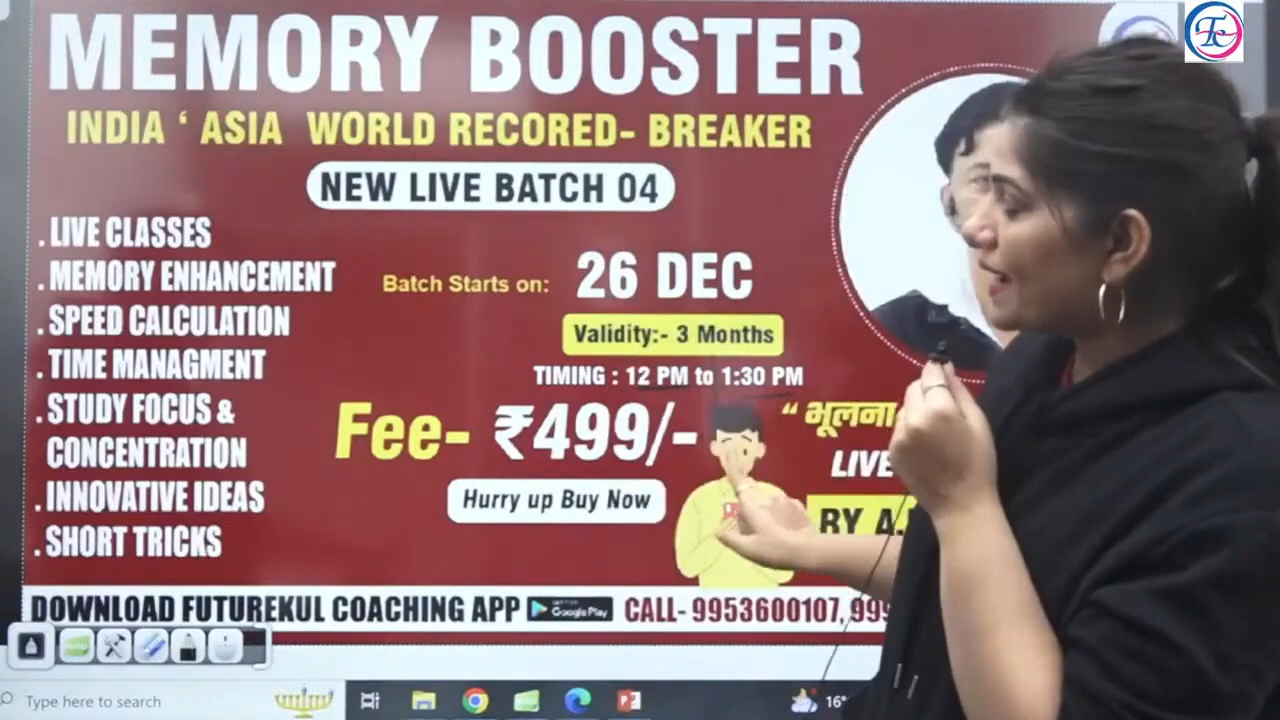 MEMORY BOOSTER
INDIA ‘ ASIA WORLD RECORED- BREAKER
NEW LIVE BATCH 04
. LIVE CLASSES
. MEMORY ENHANCEMENT
. SPEED CALCULATION
. TIME MANAGMENT
. STUDY FOCUS &
CONCENTRATION
. INNOVATIVE IDEAS
. SHORT TRICKS
Batch Starts on: 26 DEC
Validity:- 3 Months
TIMING : 12 PM to 1:30 PM
Fee- ₹499/-
Hurry up Buy Now
“ भूलना
LIVE
BY A.
DOWNLOAD FUTUREKUL COACHING APP Google Play CALL- 9953600107, 999
Type here to search
16°